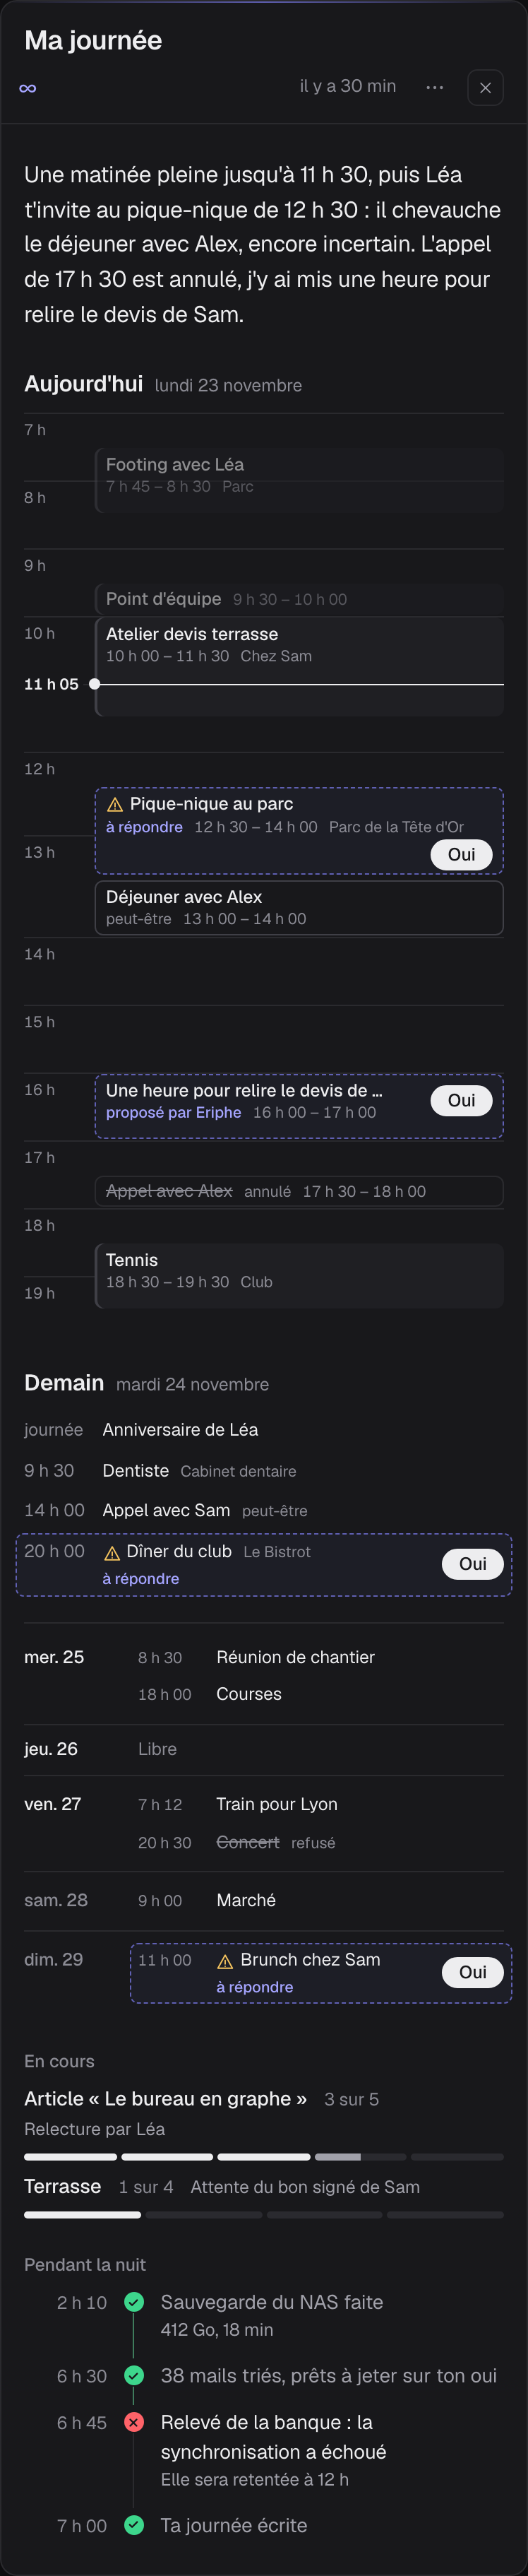 Ma journée
il y a 30 min
Une matinée pleine jusqu'à 11 h 30, puis Léa
t'invite au pique-nique de 12 h 30 : il chevauche
le déjeuner avec Alex, encore incertain. L'appel
de 17 h 30 est annulé, j'y ai mis une heure pour
relire le devis de Sam.
Aujourd'hui lundi 23 novembre
7 h
Footing avec Léa
7 h 45 – 8 h 30 Parc
8 h
9 h
Point d'équipe 9 h 30 – 10 h 00
10 h
Atelier devis terrasse
10 h 00 – 11 h 30 Chez Sam
11 h 05
12 h
Pique-nique au parc
à répondre 12 h 30 – 14 h 00 Parc de la Tête d'Or
13 h
Oui
Déjeuner avec Alex
peut-être 13 h 00 – 14 h 00
14 h
15 h
16 h
Une heure pour relire le devis de ...
proposé par Eriphe 16 h 00 – 17 h 00
Oui
17 h
Appel avec Alex annulé 17 h 30 – 18 h 00
18 h
Tennis
18 h 30 – 19 h 30 Club
19 h
Demain mardi 24 novembre
journée Anniversaire de Léa
9 h 30 Dentiste Cabinet dentaire
14 h 00 Appel avec Sam peut-être
20 h 00 Dîner du club Le Bistrot
à répondre
Oui
mer. 25 8 h 30 Réunion de chantier
18 h 00 Courses
jeu. 26 Libre
ven. 27 7 h 12 Train pour Lyon
20 h 30 Concert refusé
sam. 28 9 h 00 Marché
dim. 29 11 h 00 Brunch chez Sam
à répondre
Oui
En cours
Article « Le bureau en graphe » 3 sur 5
Relecture par Léa
Terrasse 1 sur 4 Attente du bon signé de Sam
Pendant la nuit
2 h 10 Sauvegarde du NAS faite
412 Go, 18 min
6 h 30 38 mails triés, prêts à jeter sur ton oui
6 h 45 Relevé de la banque : la
synchronisation a échoué
Elle sera retentée à 12 h
7 h 00 Ta journée écrite